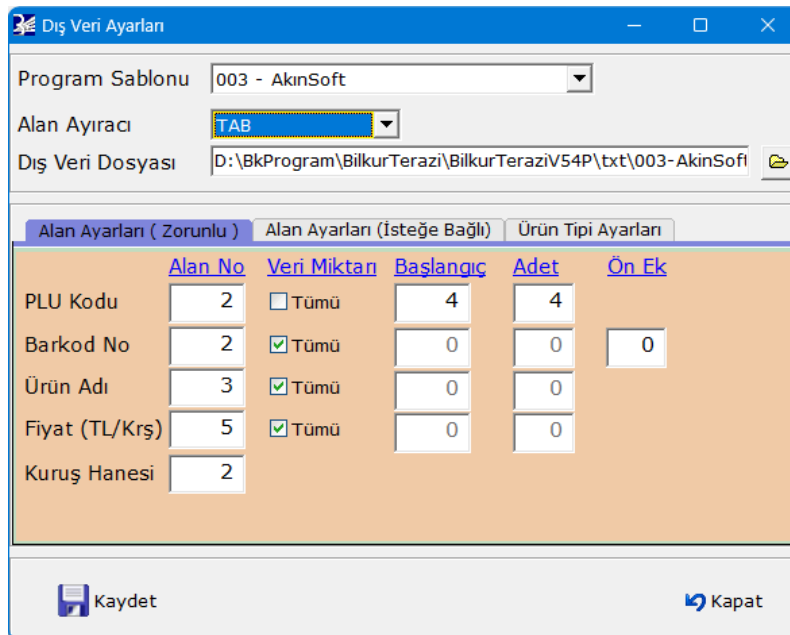 Dış Veri Ayarları
Program Sablonu 003 - AkınSoft
Alan Ayıracı TAB
Dış Veri Dosyası D:\BkProgram\BilkurTerazi\BilkurTeraziV54P\txt\003-AkinSoft
Alan Ayarları ( Zorunlu ) Alan Ayarları (İsteğe Bağlı) Ürün Tipi Ayarları
Alan No Veri Miktarı Başlangıç Adet Ön Ek
PLU Kodu 2 Tümü 4 4
Barkod No 2 Tümü 0 0 0
Ürün Adı 3 Tümü 0 0
Fiyat (TL/Krş) 5 Tümü 0 0
Kuruş Hanesi 2
Kaydet Kapat